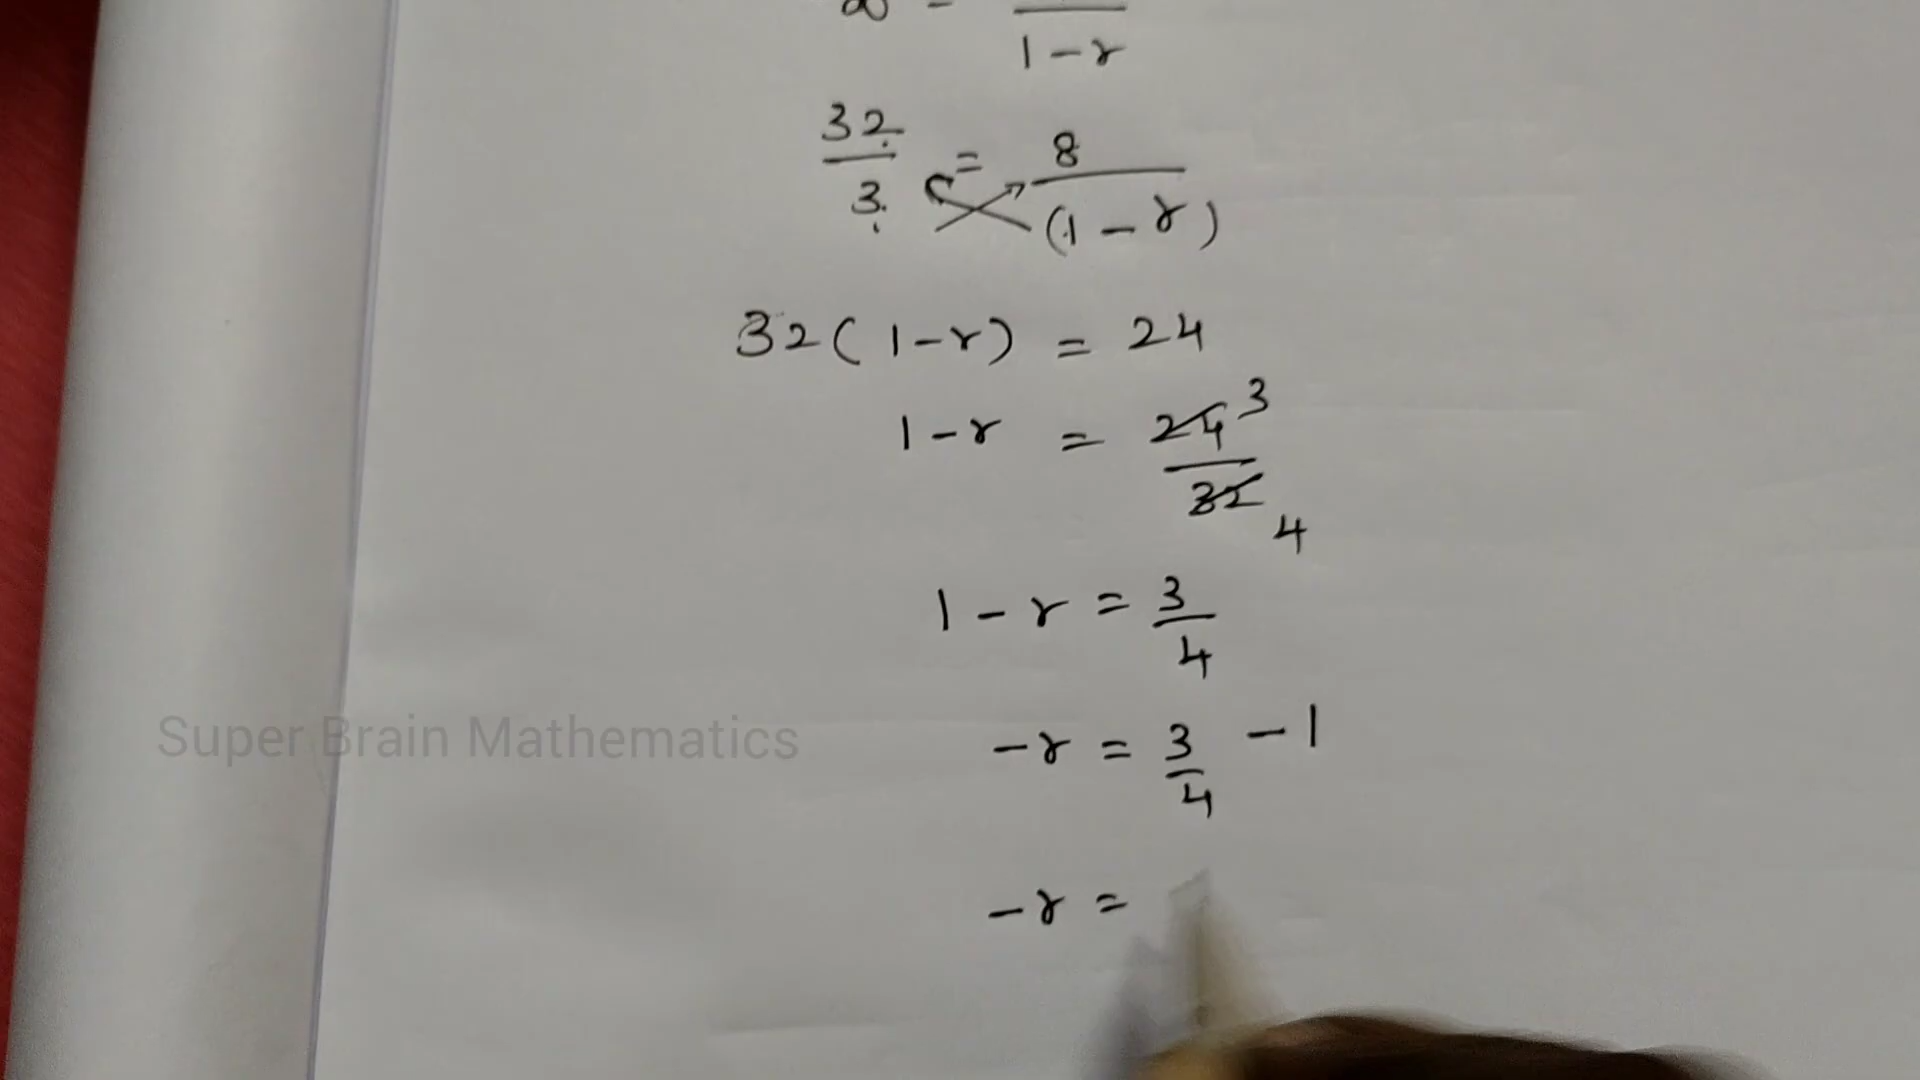 ∞ = 
1-r
32/3 = 8/(1-r)
32(1-r) = 24
1-r = 24/32 3 4
1-r = 3/4
-r = 3/4 -1
Super Brain Mathematics
-r =